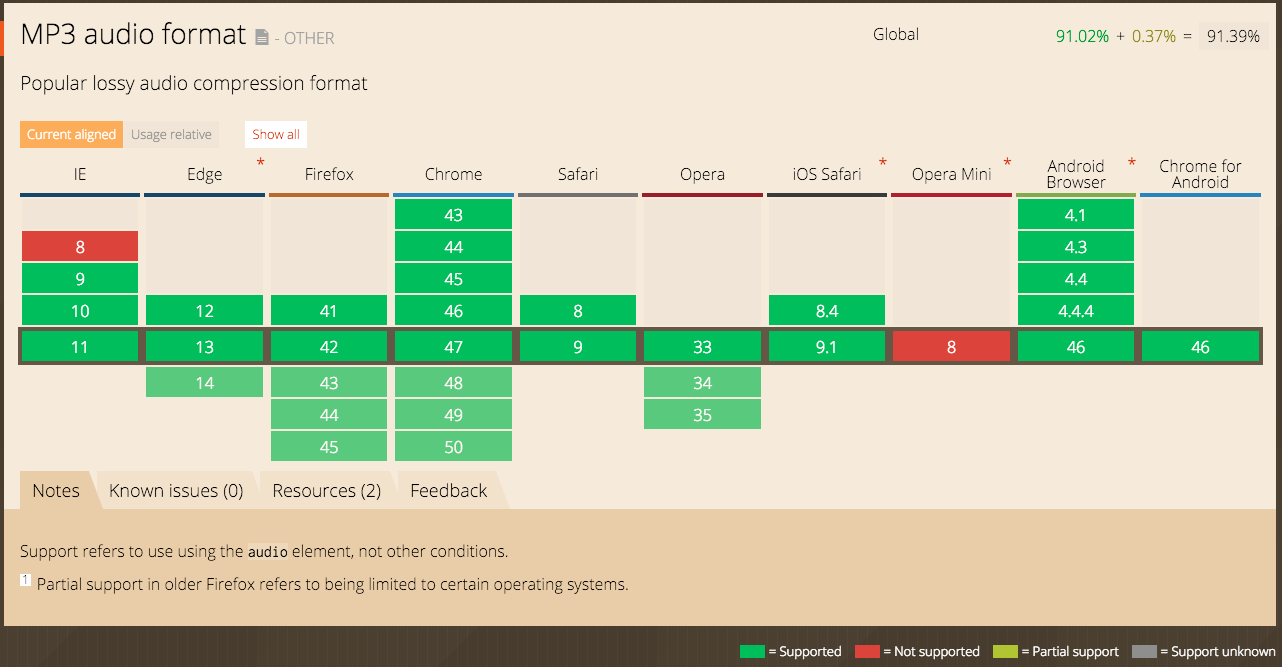 MP3 audio format - OTHER Global 91.02% + 0.37% = 91.39%
Popular lossy audio compression format
Current aligned Usage relative Show all
IE Edge * Firefox Chrome Safari Opera iOS Safari * Opera Mini * Android Browser * Chrome for Android
43 4.1
8 44 4.3
9 45 4.4
10 12 41 46 8 8.4 4.4.4
11 13 42 47 9 33 9.1 8 46 46
14 43 48 34
44 49 35
45 50
Notes Known issues (0) Resources (2) Feedback
Support refers to use using the audio element, not other conditions.
1 Partial support in older Firefox refers to being limited to certain operating systems.
= Supported = Not supported = Partial support = Support unknown